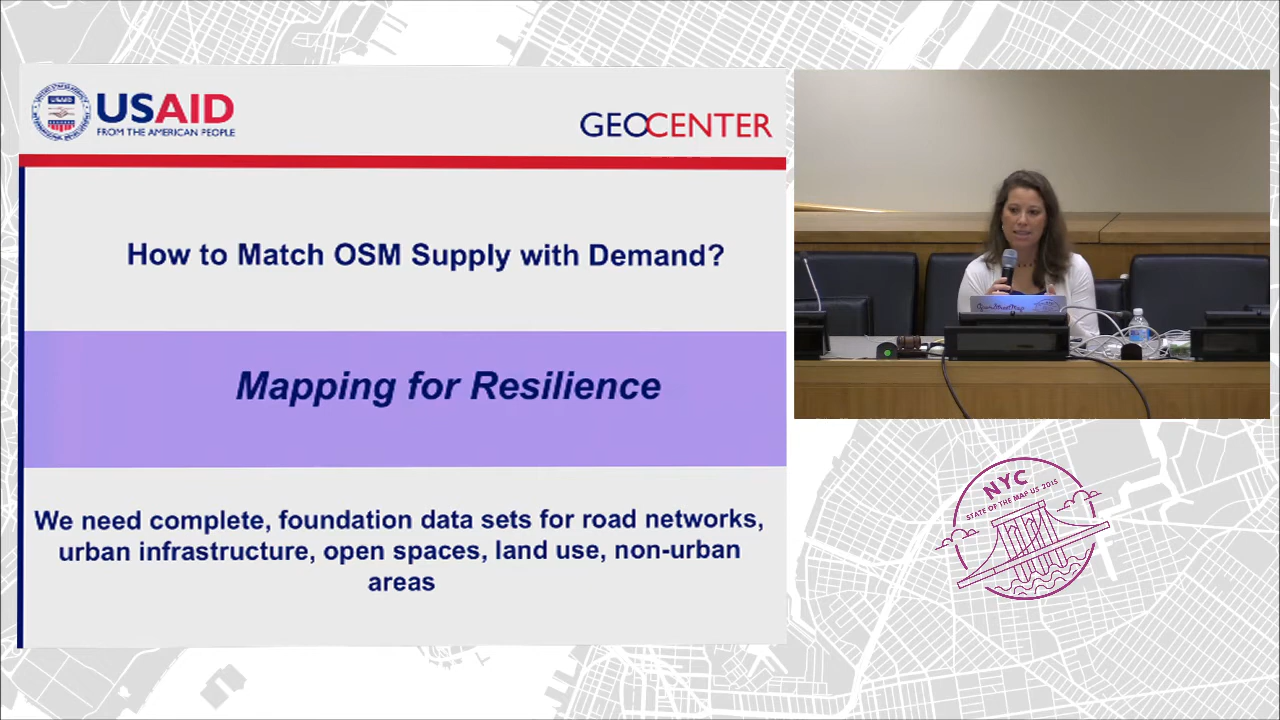 USAID
FROM THE AMERICAN PEOPLE
GEOCENTER
How to Match OSM Supply with Demand?
Mapping for Resilience
We need complete, foundation data sets for road networks,
urban infrastructure, open spaces, land use, non-urban
areas
OpenStreetMap
NYC
STATE OF THE MAP US 2015